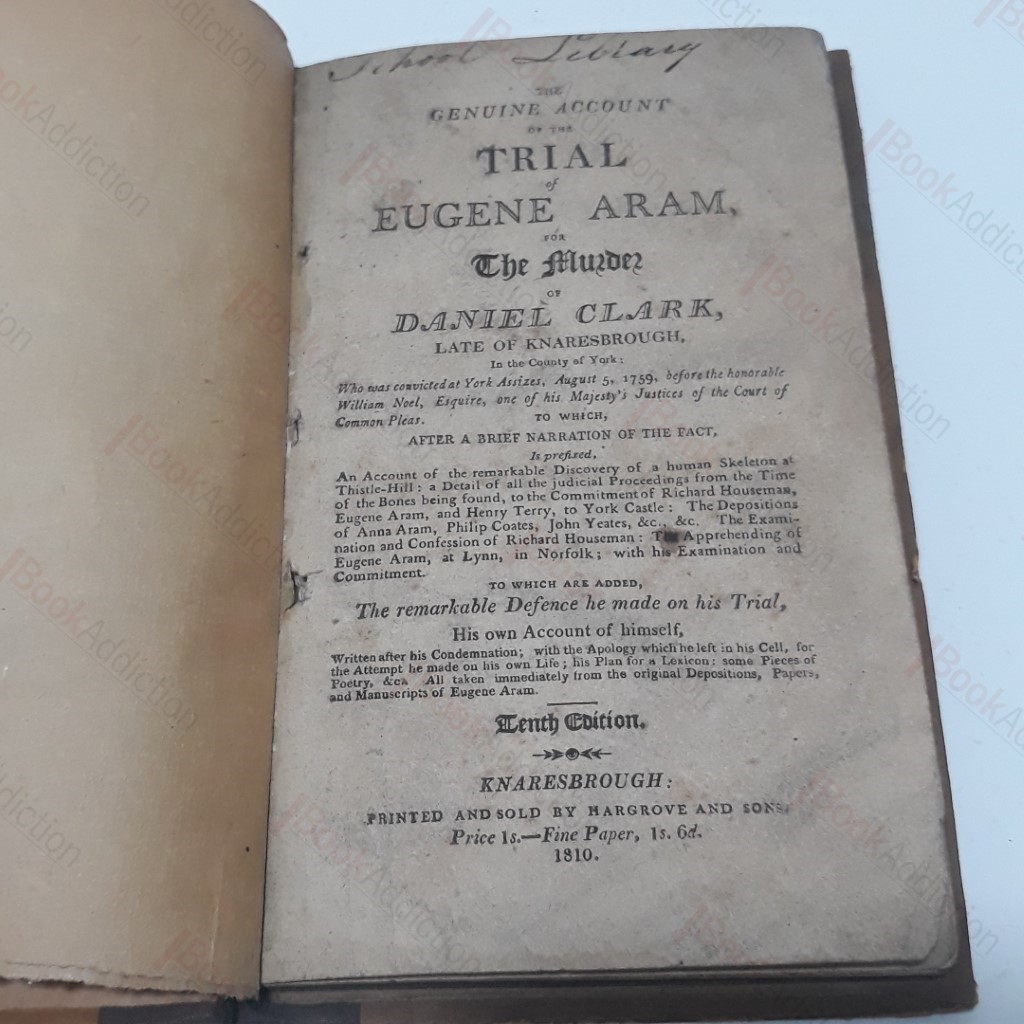 School Library
THE
GENUINE ACCOUNT
OF THE
TRIAL
of
EUGENE ARAM,
FOR
The Murder
OF
DANIEL CLARK,
LATE OF KNARESBROUGH,
In the County of York:
Who was convicted at York Assizes, August 5, 1759, before the honorable
William Noel, Esquire, one of his Majesty's Justices of the Court of
Common Pleas.
TO WHICH,
AFTER A BRIEF NARRATION OF THE FACT,
Is prefixed,
An Account of the remarkable Discovery of a human Skeleton at
Thistle-Hill: a Detail of all the judicial Proceedings from the Time
of the Bones being found, to the Commitment of Richard Houseman,
Eugene Aram, and Henry Terry, to York Castle: The Depositions
of Anna Aram, Philip Coates, John Yeates, &c., &c. The Exami-
nation and Confession of Richard Houseman: The Apprehending of
Eugene Aram, at Lynn, in Norfolk; with his Examination and
Commitment.
TO WHICH ARE ADDED,
The remarkable Defence he made on his Trial,
His own Account of himself,
Written after his Condemnation; with the Apology which he left in his Cell, for
the Attempt he made on his own Life; his Plan for a Lexicon; some Pieces of
Poetry, &c. All taken immediately from the original Depositions, Papers,
and Manuscripts of Eugene Aram.
Tenth Edition.
KNARESBROUGH:
PRINTED AND SOLD BY HARGROVE AND SONS.
Price 1s.—Fine Paper, 1s. 6d.
1810.
BookAddiction